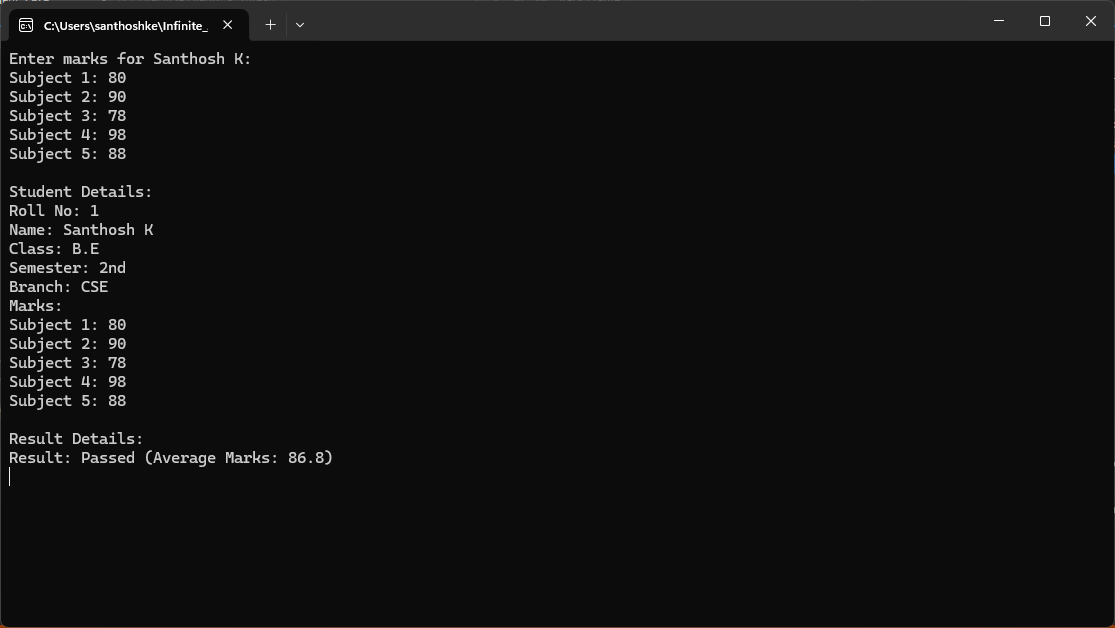 C:\Users\santhoshke\Infinite_
Enter marks for Santhosh K:
Subject 1: 80
Subject 2: 90
Subject 3: 78
Subject 4: 98
Subject 5: 88
Student Details:
Roll No: 1
Name: Santhosh K
Class: B.E
Semester: 2nd
Branch: CSE
Marks:
Subject 1: 80
Subject 2: 90
Subject 3: 78
Subject 4: 98
Subject 5: 88
Result Details:
Result: Passed (Average Marks: 86.8)